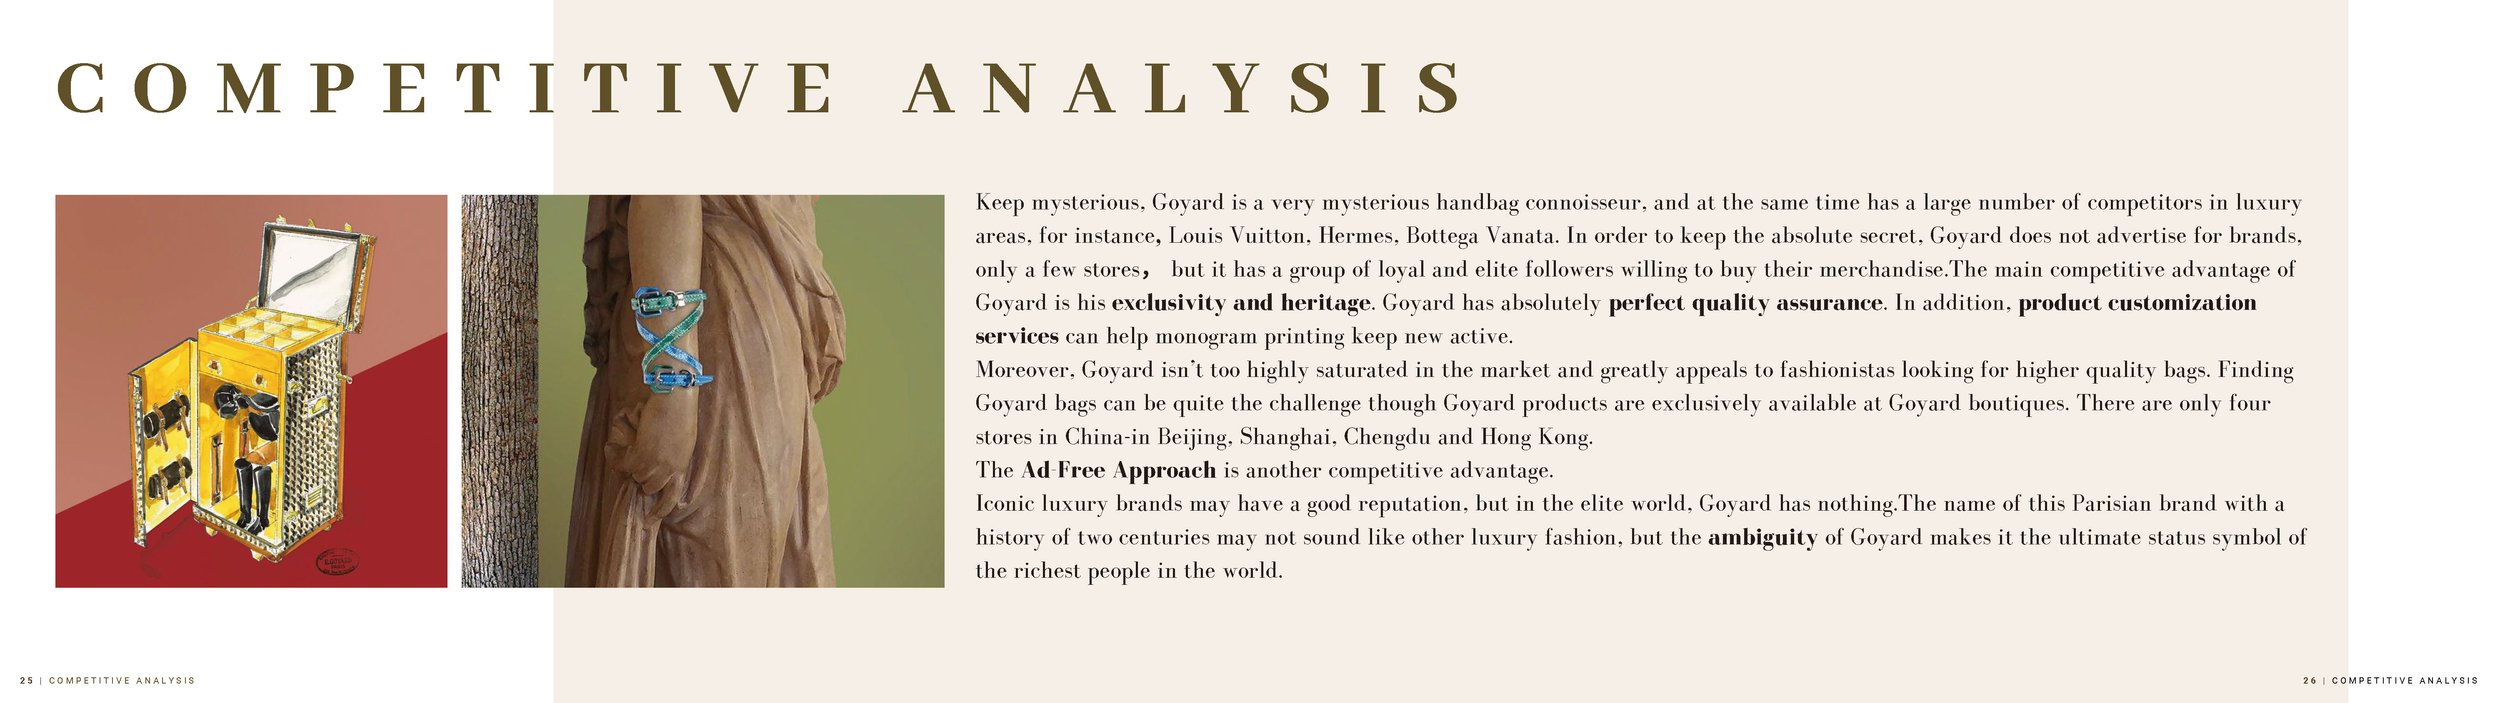 COMPETITIVE ANALYSIS
Keep mysterious, Goyard is a very mysterious handbag connoisseur, and at the same time has a large number of competitors in luxury
areas, for instance, Louis Vuitton, Hermes, Bottega Vanata. In order to keep the absolute secret, Goyard does not advertise for brands,
only a few stores， but it has a group of loyal and elite followers willing to buy their merchandise.The main competitive advantage of
Goyard is his exclusivity and heritage. Goyard has absolutely perfect quality assurance. In addition, product customization
services can help monogram printing keep new active.
Moreover, Goyard isn't too highly saturated in the market and greatly appeals to fashionistas looking for higher quality bags. Finding
Goyard bags can be quite the challenge though Goyard products are exclusively available at Goyard boutiques. There are only four
stores in China-in Beijing, Shanghai, Chengdu and Hong Kong.
The Ad-Free Approach is another competitive advantage.
Iconic luxury brands may have a good reputation, but in the elite world, Goyard has nothing.The name of this Parisian brand with a
history of two centuries may not sound like other luxury fashion, but the ambiguity of Goyard makes it the ultimate status symbol of
the richest people in the world.
E.GOYARD
25 | COMPETITIVE ANALYSIS
26 | COMPETITIVE ANALYSIS